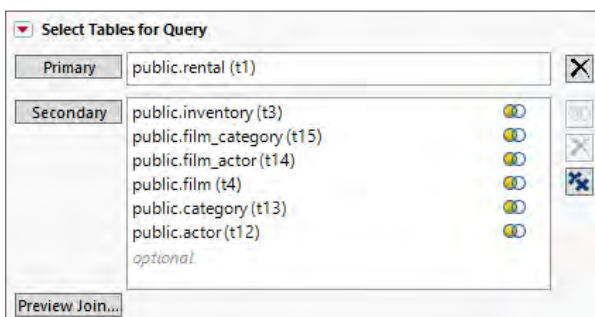 Select Tables for Query
Primary public.rental (t1)
Secondary public.inventory (t3)
public.film_category (t15)
public.film_actor (t14)
public.film (t4)
public.category (t13)
public.actor (t12)
optional
Preview Join...